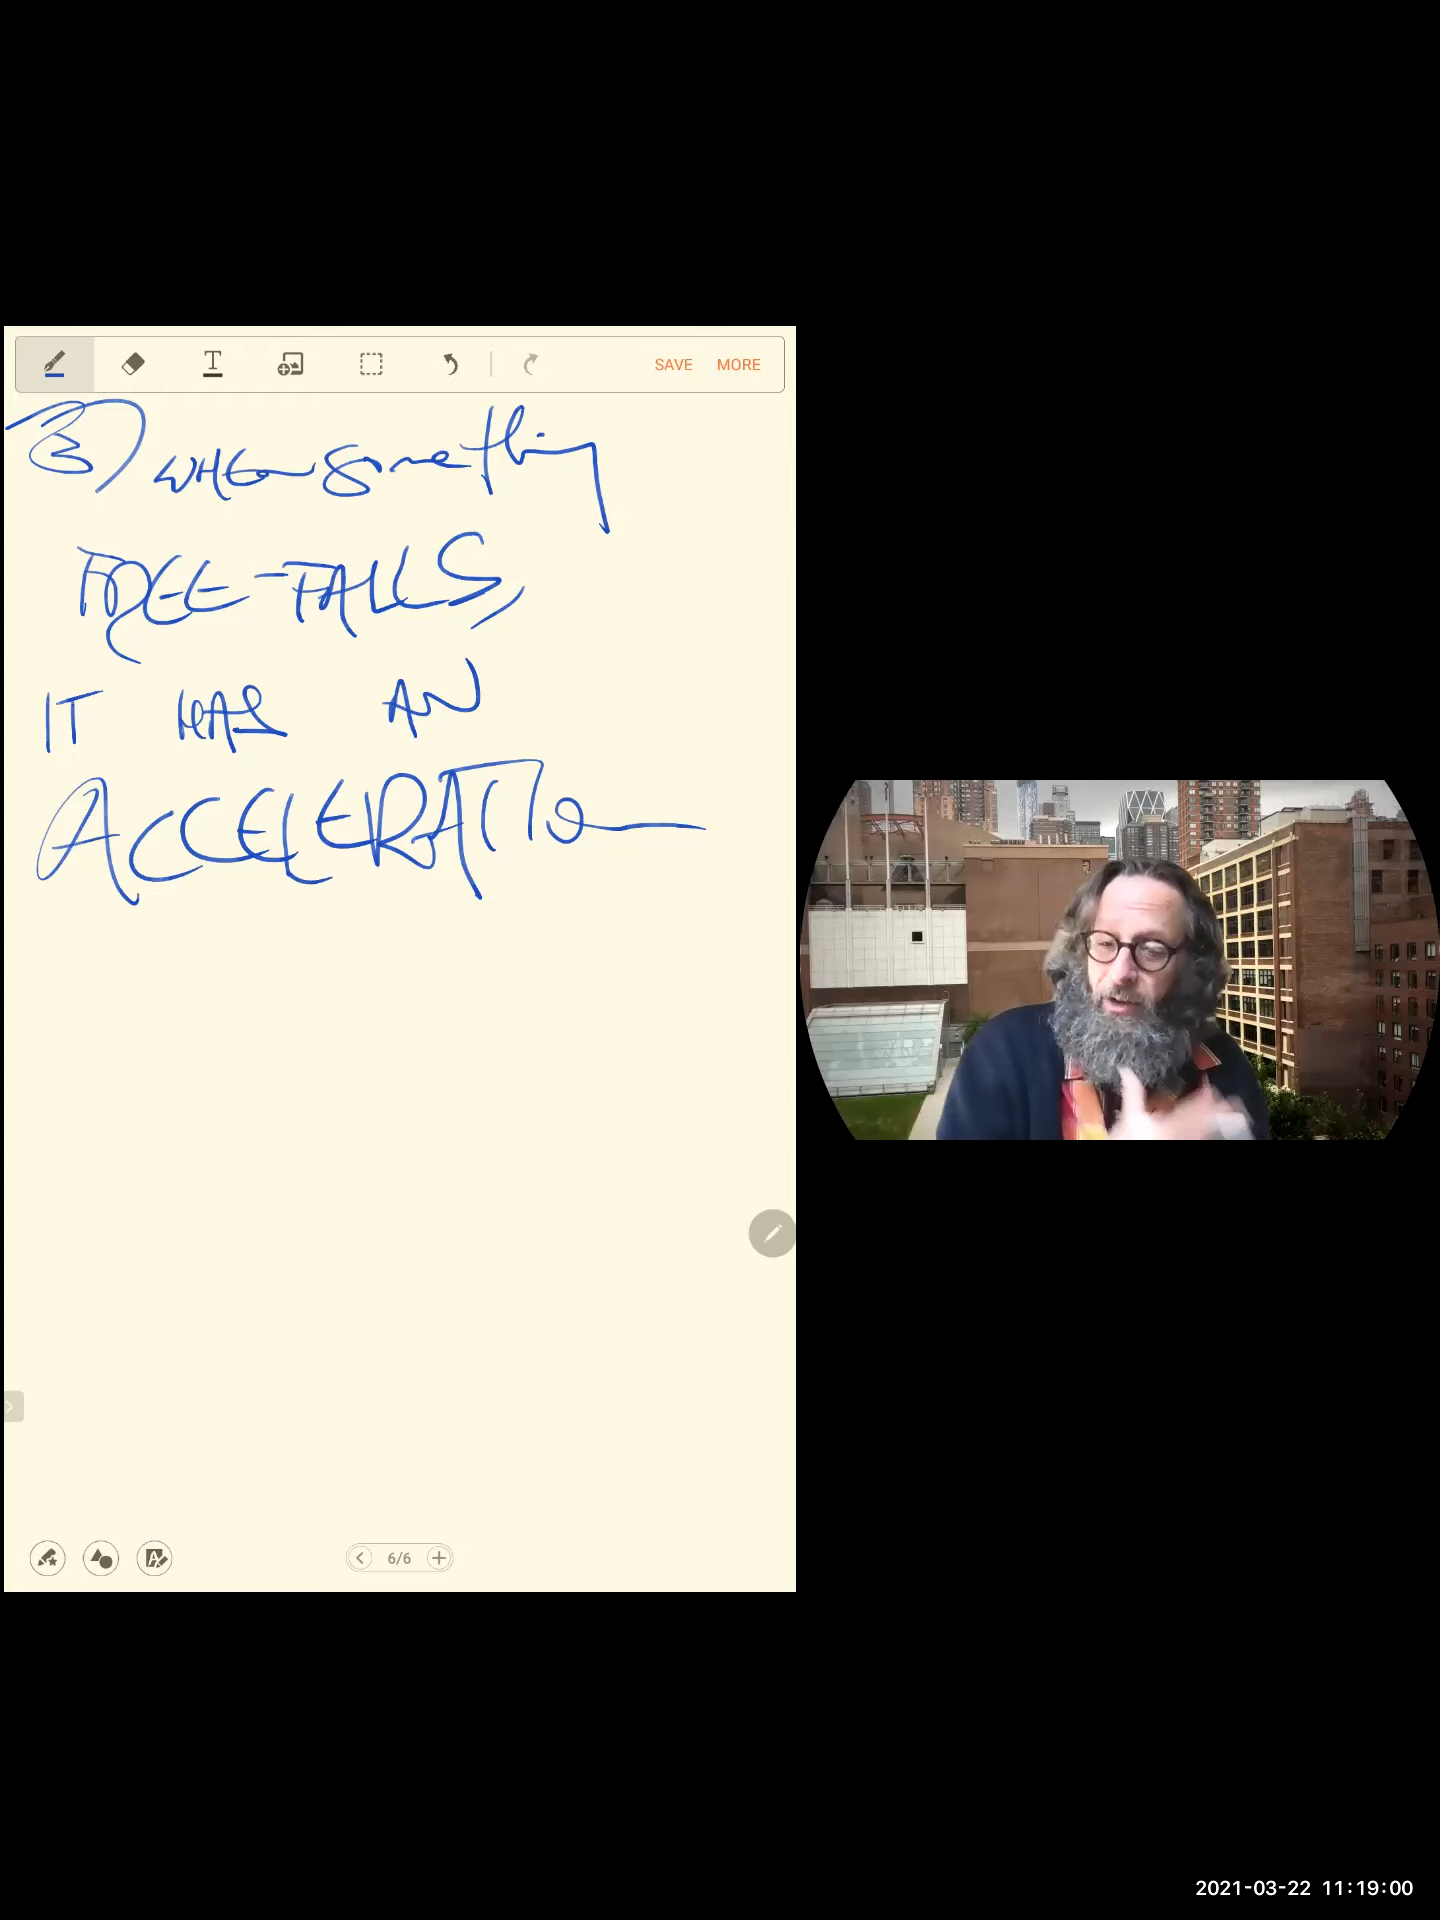 SAVE MORE
3) WHEN something
FREE-FALLS,
IT HAS AN
ACCELERATION
6/6
2021-03-22 11:19:00